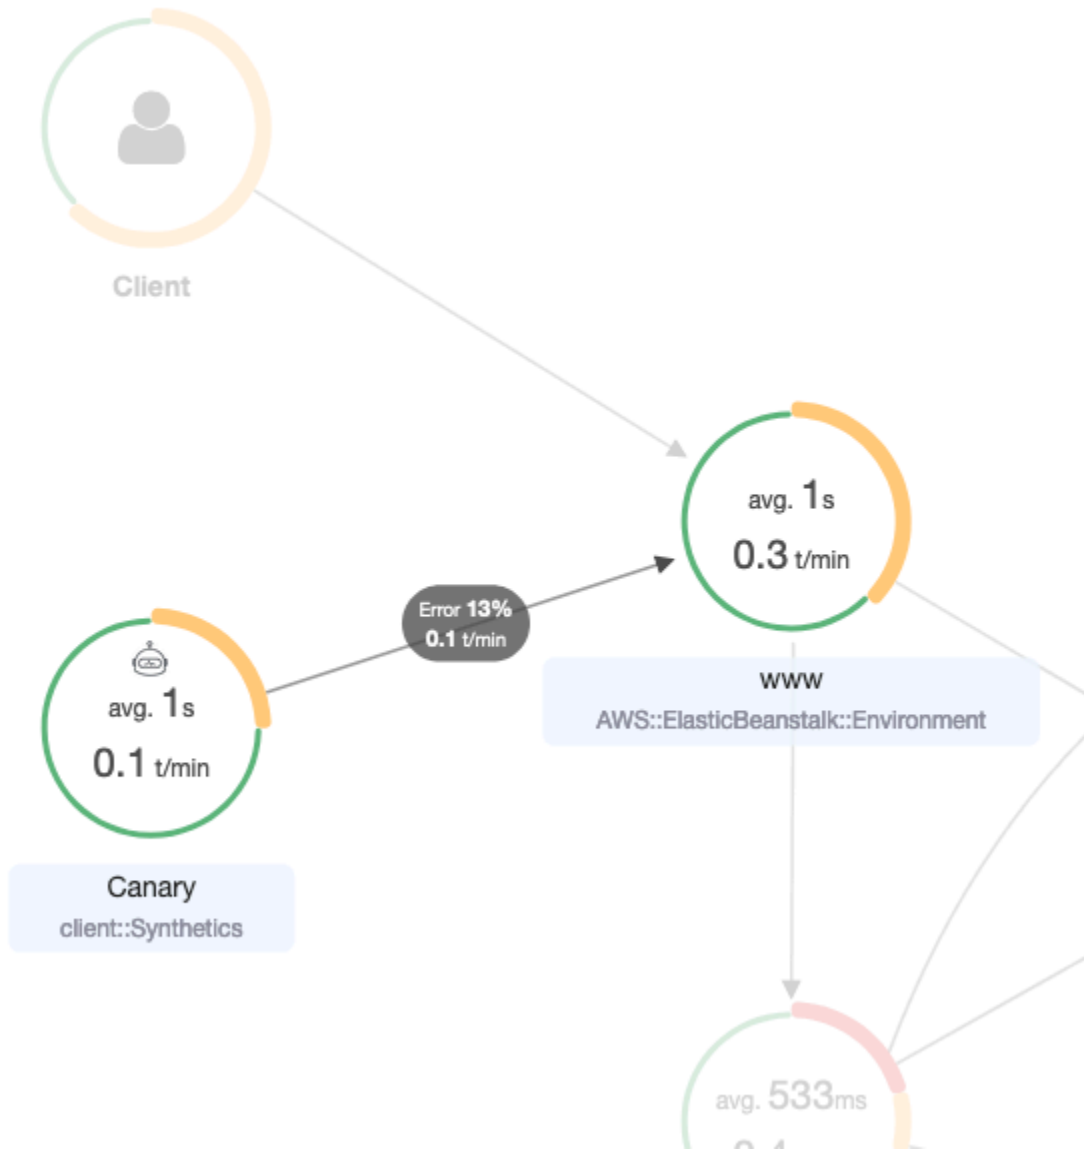 Client
avg. 1s
0.3 t/min
Error 13%
0.1 t/min
www
AWS::ElasticBeanstalk::Environment
avg. 1s
0.1 t/min
Canary
client::Synthetics
avg. 533ms